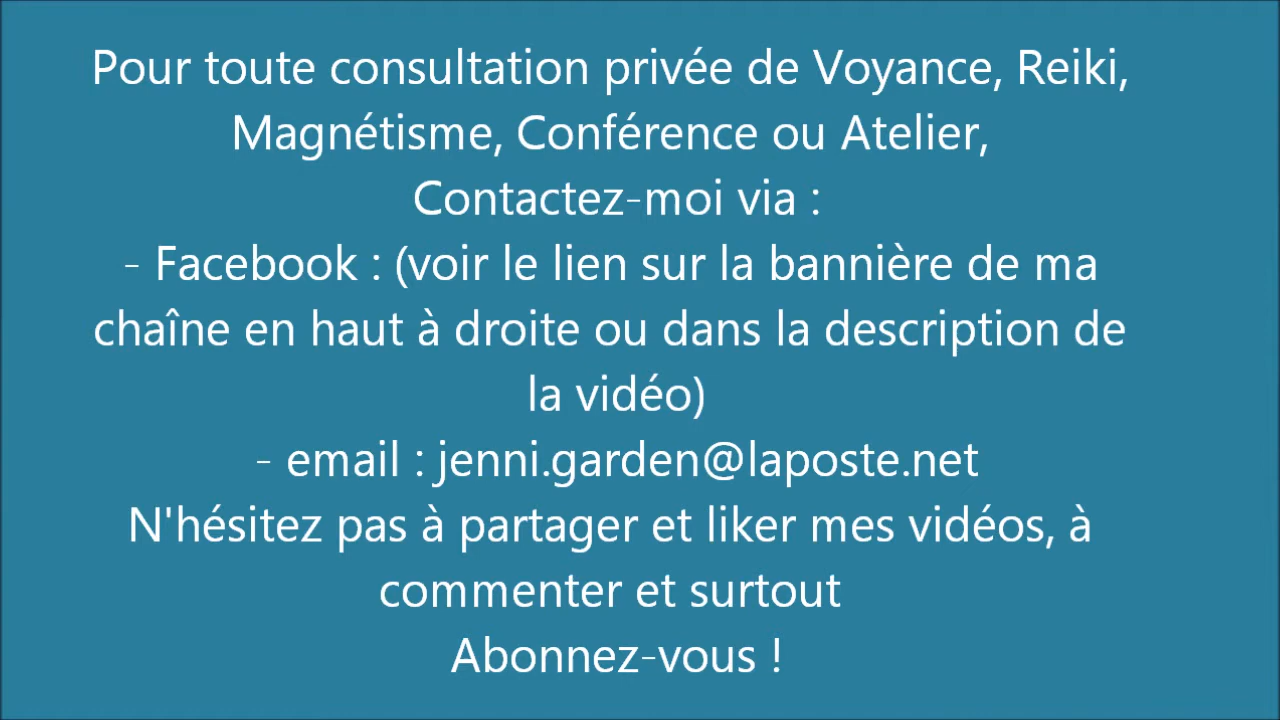 Pour toute consultation privée de Voyance, Reiki,
Magnétisme, Conférence ou Atelier,
Contactez-moi via :
- Facebook : (voir le lien sur la bannière de ma
chaîne en haut à droite ou dans la description de
la vidéo)
- email : jenni.garden@laposte.net
N'hésitez pas à partager et liker mes vidéos, à
commenter et surtout
Abonnez-vous !